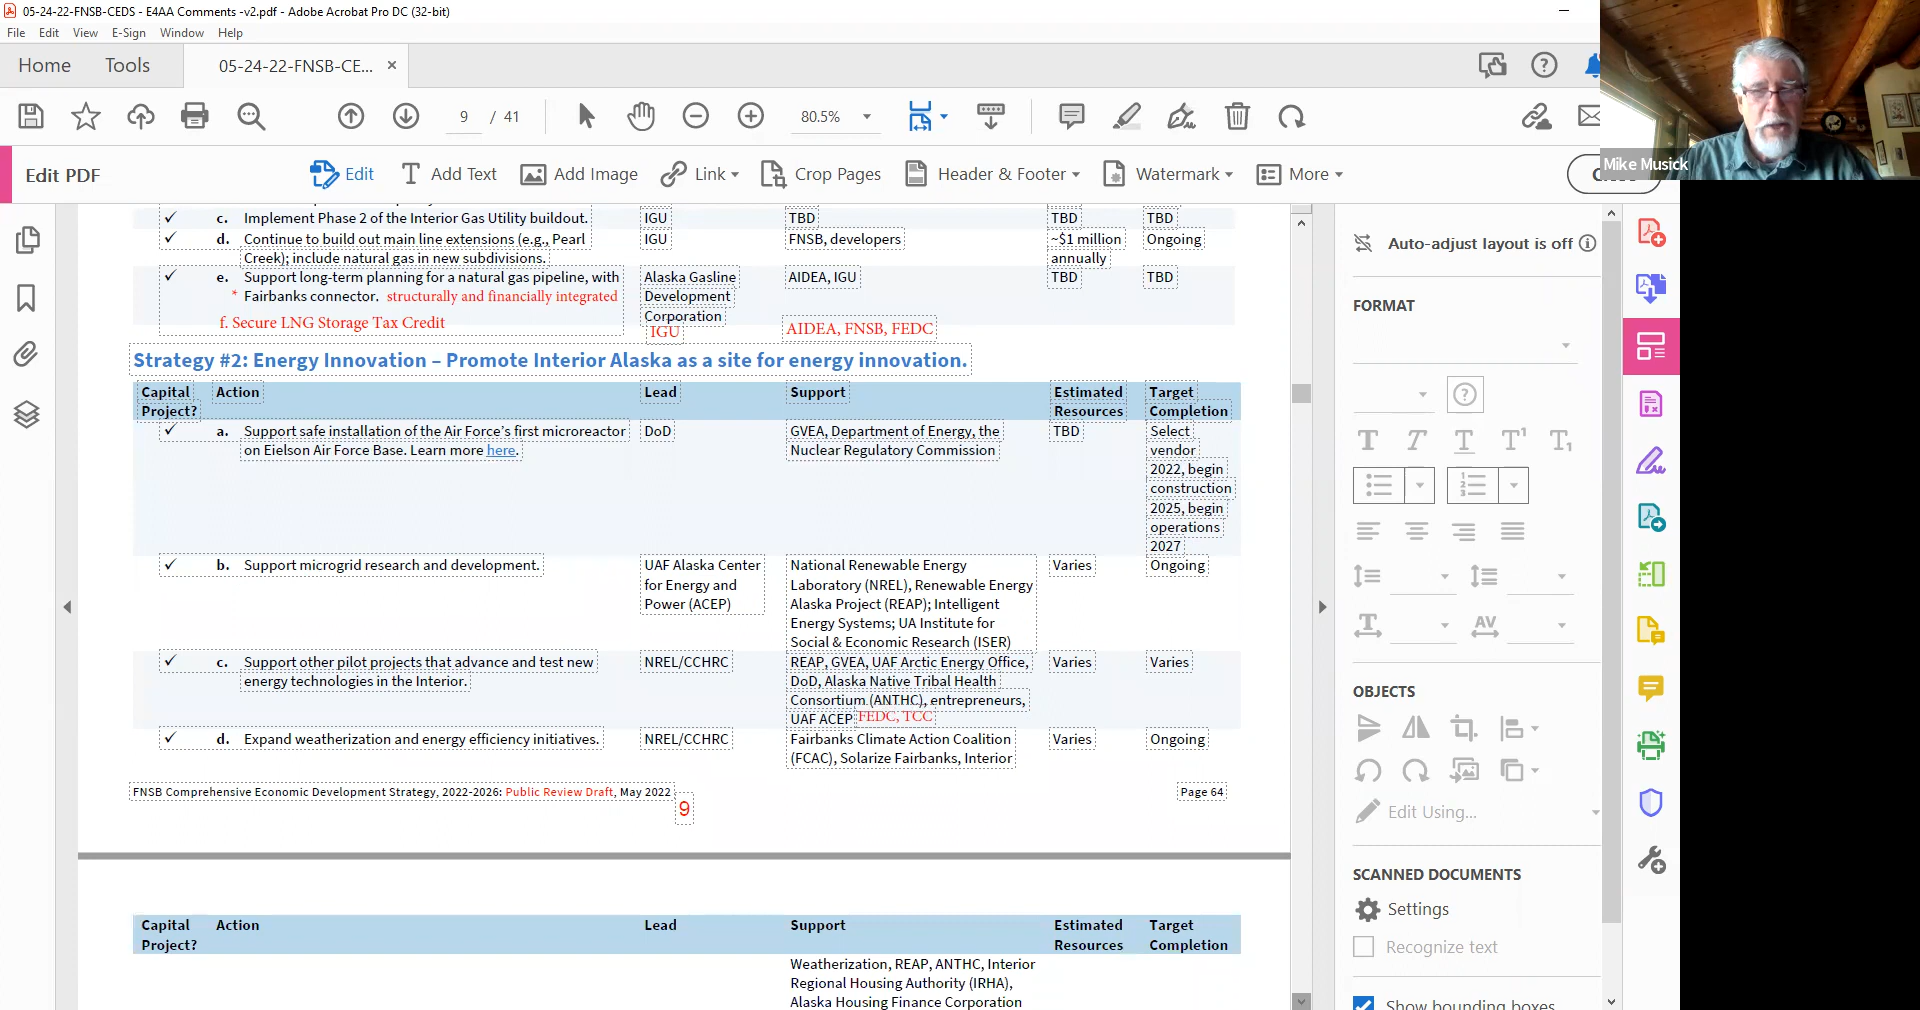 05-24-22-FNSB-CEDS - E4AA Comments -v2.pdf - Adobe Acrobat Pro DC (32-bit)
File Edit View E-Sign Window Help
Home Tools 05-24-22-FNSB-CE... ×
9 / 41 80.5%
Edit PDF Edit Add Text Add Image Link Crop Pages Header & Footer Watermark More
Mike Musick
✓ c. Implement Phase 2 of the Interior Gas Utility buildout. IGU TBD TBD TBD
✓ d. Continue to build out main line extensions (e.g., Pearl IGU FNSB, developers ~$1 million Ongoing
Creek); include natural gas in new subdivisions. annually
✓ e. Support long-term planning for a natural gas pipeline, with Alaska Gasline AIDEA, IGU TBD TBD
* Fairbanks connector. structurally and financially integrated Development
Corporation
f. Secure LNG Storage Tax Credit IGU AIDEA, FNSB, FEDC
Strategy #2: Energy Innovation – Promote Interior Alaska as a site for energy innovation.
Capital Action Lead Support Estimated Target
Project? Resources Completion
✓ a. Support safe installation of the Air Force's first microreactor DoD GVEA, Department of Energy, the TBD Select
on Eielson Air Force Base. Learn more here. Nuclear Regulatory Commission vendor
2022, begin
construction
2025, begin
operations
2027
✓ b. Support microgrid research and development. UAF Alaska Center National Renewable Energy Varies Ongoing
for Energy and Laboratory (NREL), Renewable Energy
Power (ACEP) Alaska Project (REAP); Intelligent
Energy Systems; UA Institute for
Social & Economic Research (ISER)
✓ c. Support other pilot projects that advance and test new NREL/CCHRC REAP, GVEA, UAF Arctic Energy Office, Varies Varies
energy technologies in the Interior. DoD, Alaska Native Tribal Health
Consortium (ANTHC), entrepreneurs,
UAF ACEP FEDC, TCC
✓ d. Expand weatherization and energy efficiency initiatives. NREL/CCHRC Fairbanks Climate Action Coalition Varies Ongoing
(FCAC), Solarize Fairbanks, Interior
FNSB Comprehensive Economic Development Strategy, 2022-2026: Public Review Draft, May 2022 Page 64
9
Capital Action Lead Support Estimated Target
Project? Resources Completion
Weatherization, REAP, ANTHC, Interior
Regional Housing Authority (IRHA),
Alaska Housing Finance Corporation
Auto-adjust layout is off
FORMAT
OBJECTS
Edit Using...
SCANNED DOCUMENTS
Settings
Recognize text
Show bounding boxes